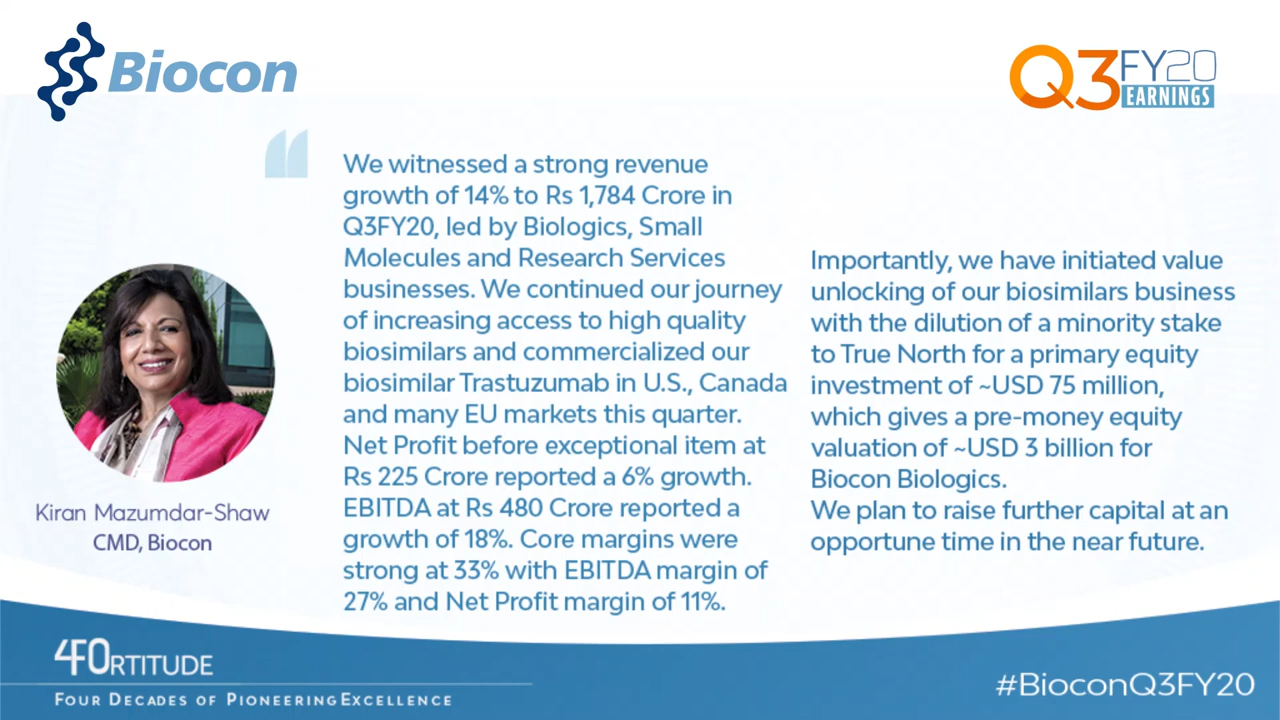 Biocon
Q3FY20
EARNINGS
We witnessed a strong revenue
growth of 14% to Rs 1,784 Crore in
Q3FY20, led by Biologics, Small
Molecules and Research Services
businesses. We continued our journey
of increasing access to high quality
biosimilars and commercialized our
biosimilar Trastuzumab in U.S., Canada
and many EU markets this quarter.
Net Profit before exceptional item at
Rs 225 Crore reported a 6% growth.
EBITDA at Rs 480 Crore reported a
growth of 18%. Core margins were
strong at 33% with EBITDA margin of
27% and Net Profit margin of 11%.
Importantly, we have initiated value
unlocking of our biosimilars business
with the dilution of a minority stake
to True North for a primary equity
investment of ~USD 75 million,
which gives a pre-money equity
valuation of ~USD 3 billion for
Biocon Biologics.
We plan to raise further capital at an
opportune time in the near future.
Kiran Mazumdar-Shaw
CMD, Biocon
4FORTITUDE
FOUR DECADES OF PIONEERING EXCELLENCE
#BioconQ3FY20